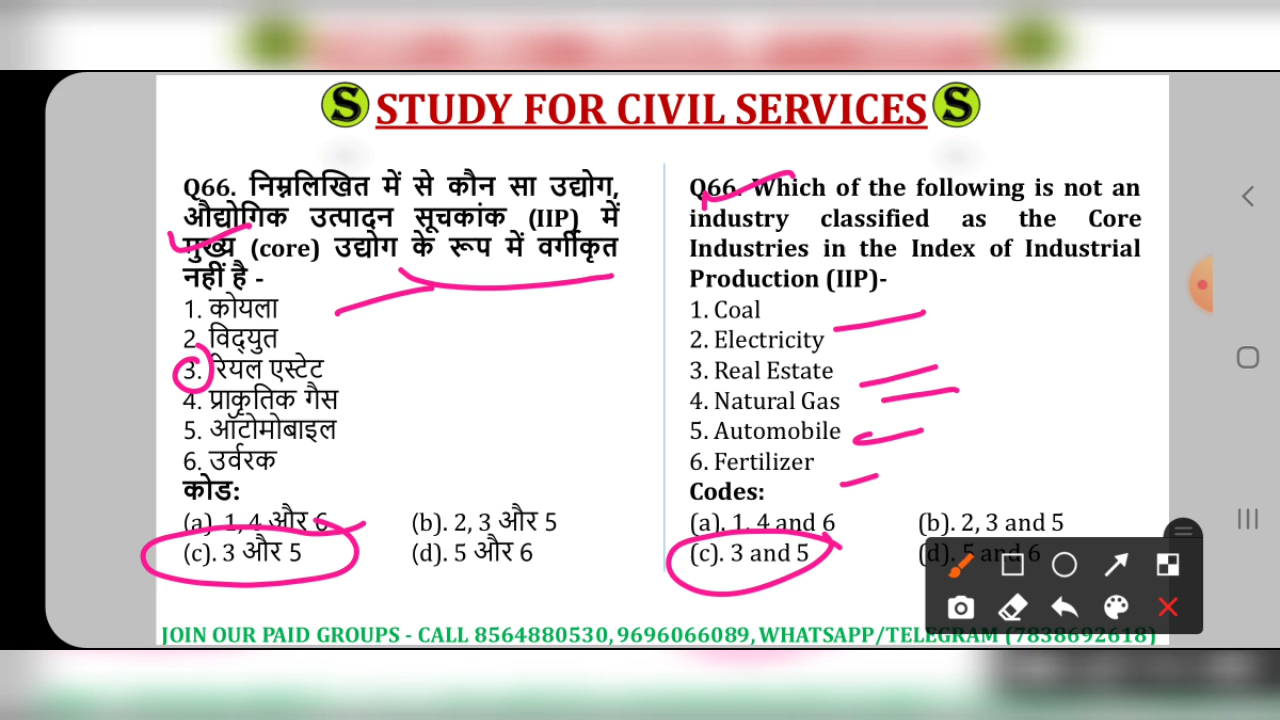 S STUDY FOR CIVIL SERVICES S
Q66. निम्नलिखित में से कौन सा उद्योग,
औद्योगिक उत्पादन सूचकांक (IIP) में
मुख्य (core) उद्योग के रूप में वर्गीकृत
नहीं है -
1. कोयला
2. विद्युत
3. रियल एस्टेट
4. प्राकृतिक गैस
5. ऑटोमोबाइल
6. उर्वरक
कोड:
(a). 1, 4 और 6 (b). 2, 3 और 5
(c). 3 और 5 (d). 5 और 6
Q66. Which of the following is not an
industry classified as the Core
Industries in the Index of Industrial
Production (IIP)-
1. Coal
2. Electricity
3. Real Estate
4. Natural Gas
5. Automobile
6. Fertilizer
Codes:
(a). 1, 4 and 6 (b). 2, 3 and 5
(c). 3 and 5 (d). 5 and 6
JOIN OUR PAID GROUPS - CALL 8564880530, 9696066089, WHATSAPP/TELEGRAM (7838692618)